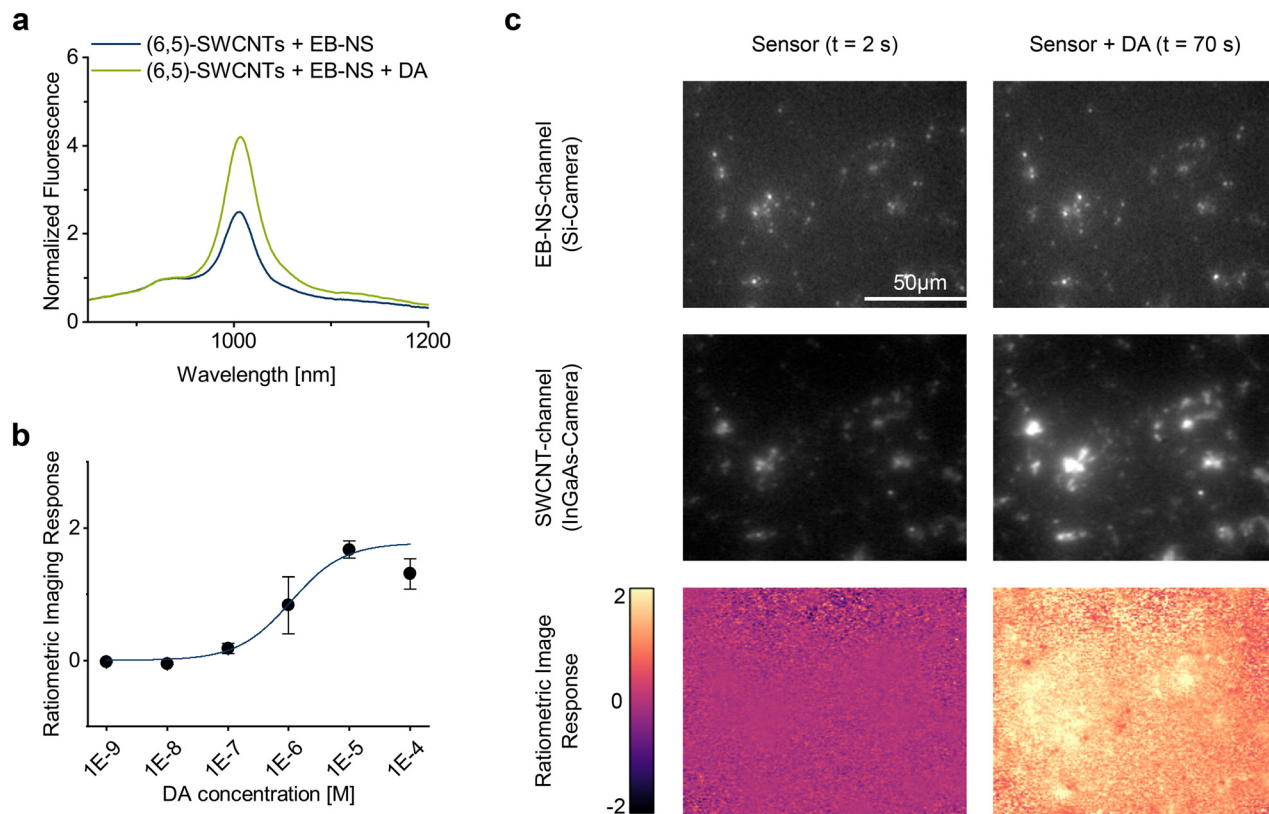 a
(6,5)-SWCNTs + EB-NS
(6,5)-SWCNTs + EB-NS + DA
6
4
2
0
Normalized Fluorescence
1000
1200
Wavelength [nm]
b
2
0
Ratiometric Imaging Response
1E-9
1E-8
1E-7
1E-6
1E-5
1E-4
DA concentration [M]
c
Sensor (t = 2 s)
Sensor + DA (t = 70 s)
EB-NS-channel
(Si-Camera)
50µm
SWCNT-channel
(InGaAs-Camera)
Ratiometric Image
Response
2
0
-2